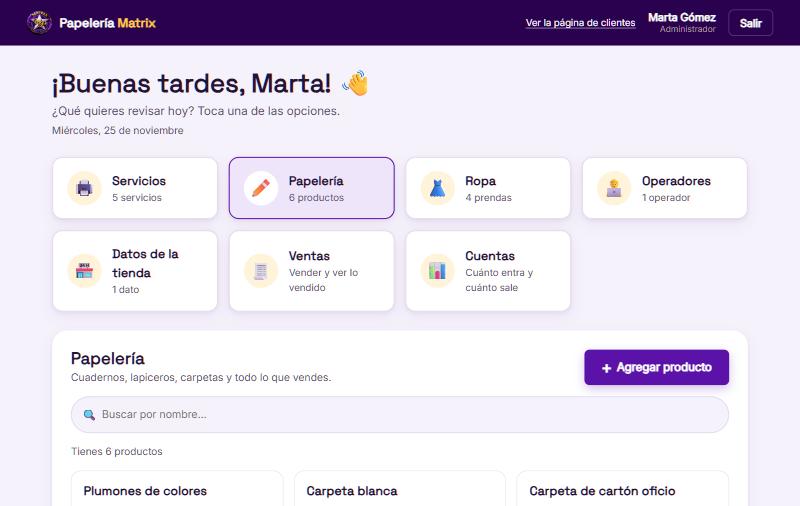 Papelería Matrix
Ver la página de clientes
Marta Gómez
Administrador
Salir
¡Buenas tardes, Marta!
¿Qué quieres revisar hoy? Toca una de las opciones.
Miércoles, 25 de noviembre
Servicios
5 servicios
Papelería
6 productos
Ropa
4 prendas
Operadores
1 operador
Datos de la
tienda
1 dato
Ventas
Vender y ver lo
vendido
Cuentas
Cuánto entra y
cuánto sale
Papelería
Cuadernos, lapiceros, carpetas y todo lo que vendes.
+ Agregar producto
Buscar por nombre...
Tienes 6 productos
Plumones de colores
Carpeta blanca
Carpeta de cartón oficio